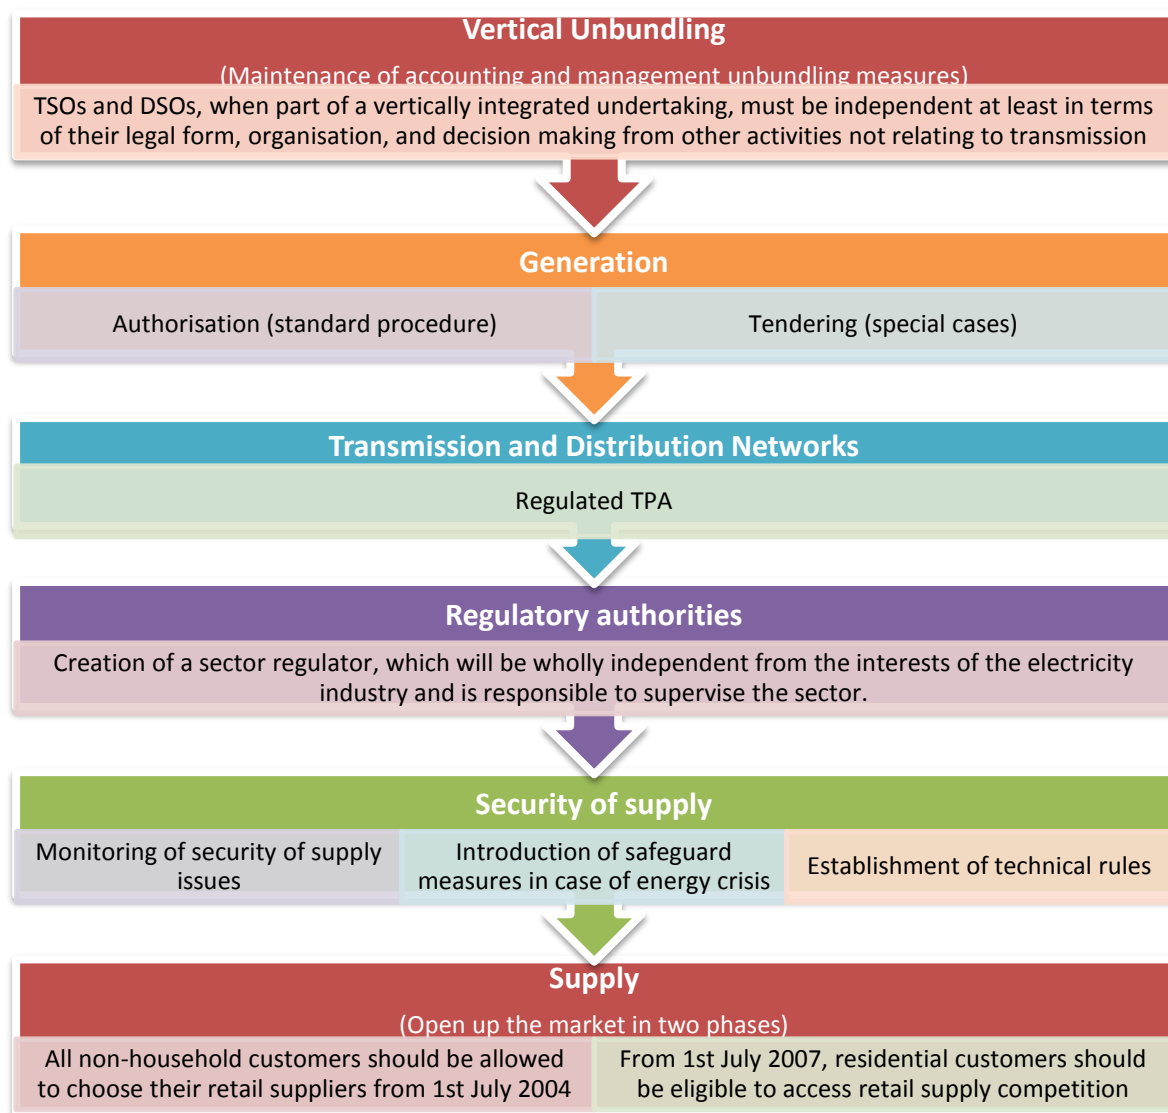 Vertical Unbundling
(Maintenance of accounting and management unbundling measures)
TSOs and DSOs, when part of a vertically integrated undertaking, must be independent at least in terms
of their legal form, organisation, and decision making from other activities not relating to transmission
Generation
Authorisation (standard procedure)
Tendering (special cases)
Transmission and Distribution Networks
Regulated TPA
Regulatory authorities
Creation of a sector regulator, which will be wholly independent from the interests of the electricity
industry and is responsible to supervise the sector.
Security of supply
Monitoring of security of supply
issues
Introduction of safeguard
measures in case of energy crisis
Establishment of technical rules
Supply
(Open up the market in two phases)
All non-household customers should be allowed
to choose their retail suppliers from 1st July 2004
From 1st July 2007, residential customers should
be eligible to access retail supply competition